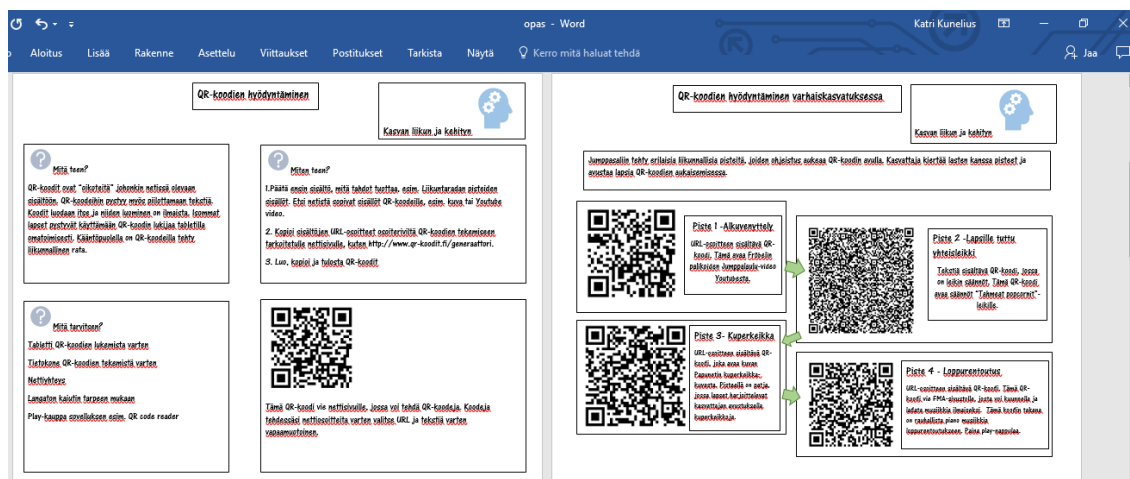 opas - Word
Katri Kunelius
Aloitus Lisää Rakenne Asettelu Viittaukset Postitukset Tarkista Näytä Kerro mitä haluat tehdä Jaa
QR-koodien hyödyntäminen
Kasvan liikun ja kehityn
Mitä teen?
QR-koodit ovat "oikoteitä" johonkin netissä olevaan
sisältöön. QR-koodeihin pystyy myös piilottamaan tekstiä.
Koodit luodaan itse ja niiden luominen on ilmaista. Isommat
lapset pystyvät käyttämään QR-koodin lukijaa tabletilla
omatoimisesti. Kääntöpuolella on QR-koodeilla tehty
liikunnallinen rata.
Miten teen?
1.Päätä ensin sisältö, mitä tahdot tuottaa, esim. Liikuntaradan pisteiden
sisällöt. Etsi netistä sopivat sisällöt QR-koodeille, esim. kuva tai Youtube
video.
2. Kopioi sisältöjen URL-osoitteet osoiteriviltä QR-koodien tekemiseen
tarkoitetulle nettisivulle, kuten http://www.qr-koodit.fi/generaattori.
3. Luo, kopioi ja tulosta QR-koodit
Mitä tarvitsen?
Tabletti QR-koodien lukemista varten
Tietokone QR-koodien tekemistä varten
Nettiyhteys
Langaton kaiutin tarpeen mukaan
Play-kauppa sovelluksen esim. QR code reader
Tämä QR-koodi vie nettisivulle, jossa voi tehdä QR-koodeja. Koodeja
tehdessäsi nettiosoitteita varten valitse URL ja tekstiä varten
vapaamuotoinen.
QR-koodien hyödyntäminen varhaiskasvatuksessa
Kasvan liikun ja kehityn
Jumppasaliin tehty erilaisia liikunnallisia pisteitä, joiden ohjeistus aukeaa QR-koodin avulla. Kasvattaja kiertää lasten kanssa pisteet ja
avustaa lapsia QR-koodien aukaisemisessa.
Piste 1 -Alkuvenyttely
URL-osoitteen sisältävä QR-
koodi. Tämä avaa Fröbelin
palikoiden Jumppalaulu-video
Youtubesta.
Piste 2 -Lapsille tuttu
yhteisleikki
Tekstiä sisältävä QR-koodi, jossa
on leikin säännöt. Tämä QR-koodi
avaa säännöt "Tahmeat popcornit"-
leikille.
Piste 3- Kuperkeikka
URL-osoitteen sisältävä QR-
koodi, joka avaa kuvan
Papunetin kuperkeikka-
kuvasta. Pisteellä on patja,
jossa lapset harjoittelevat
kasvattajan avustuksella
kuperkeikkoja.
Piste 4 - Loppurentoutus
URL-osoitteen sisältävä QR-koodi. Tämä QR-
koodi vie FMA-sivustolle, josta voi kuunnella ja
ladata musiikkia ilmaiseksi. Tämä koodin takana
on rauhallista piano musiikkia
loppurentoutukseen. Paina play-nappulaa.